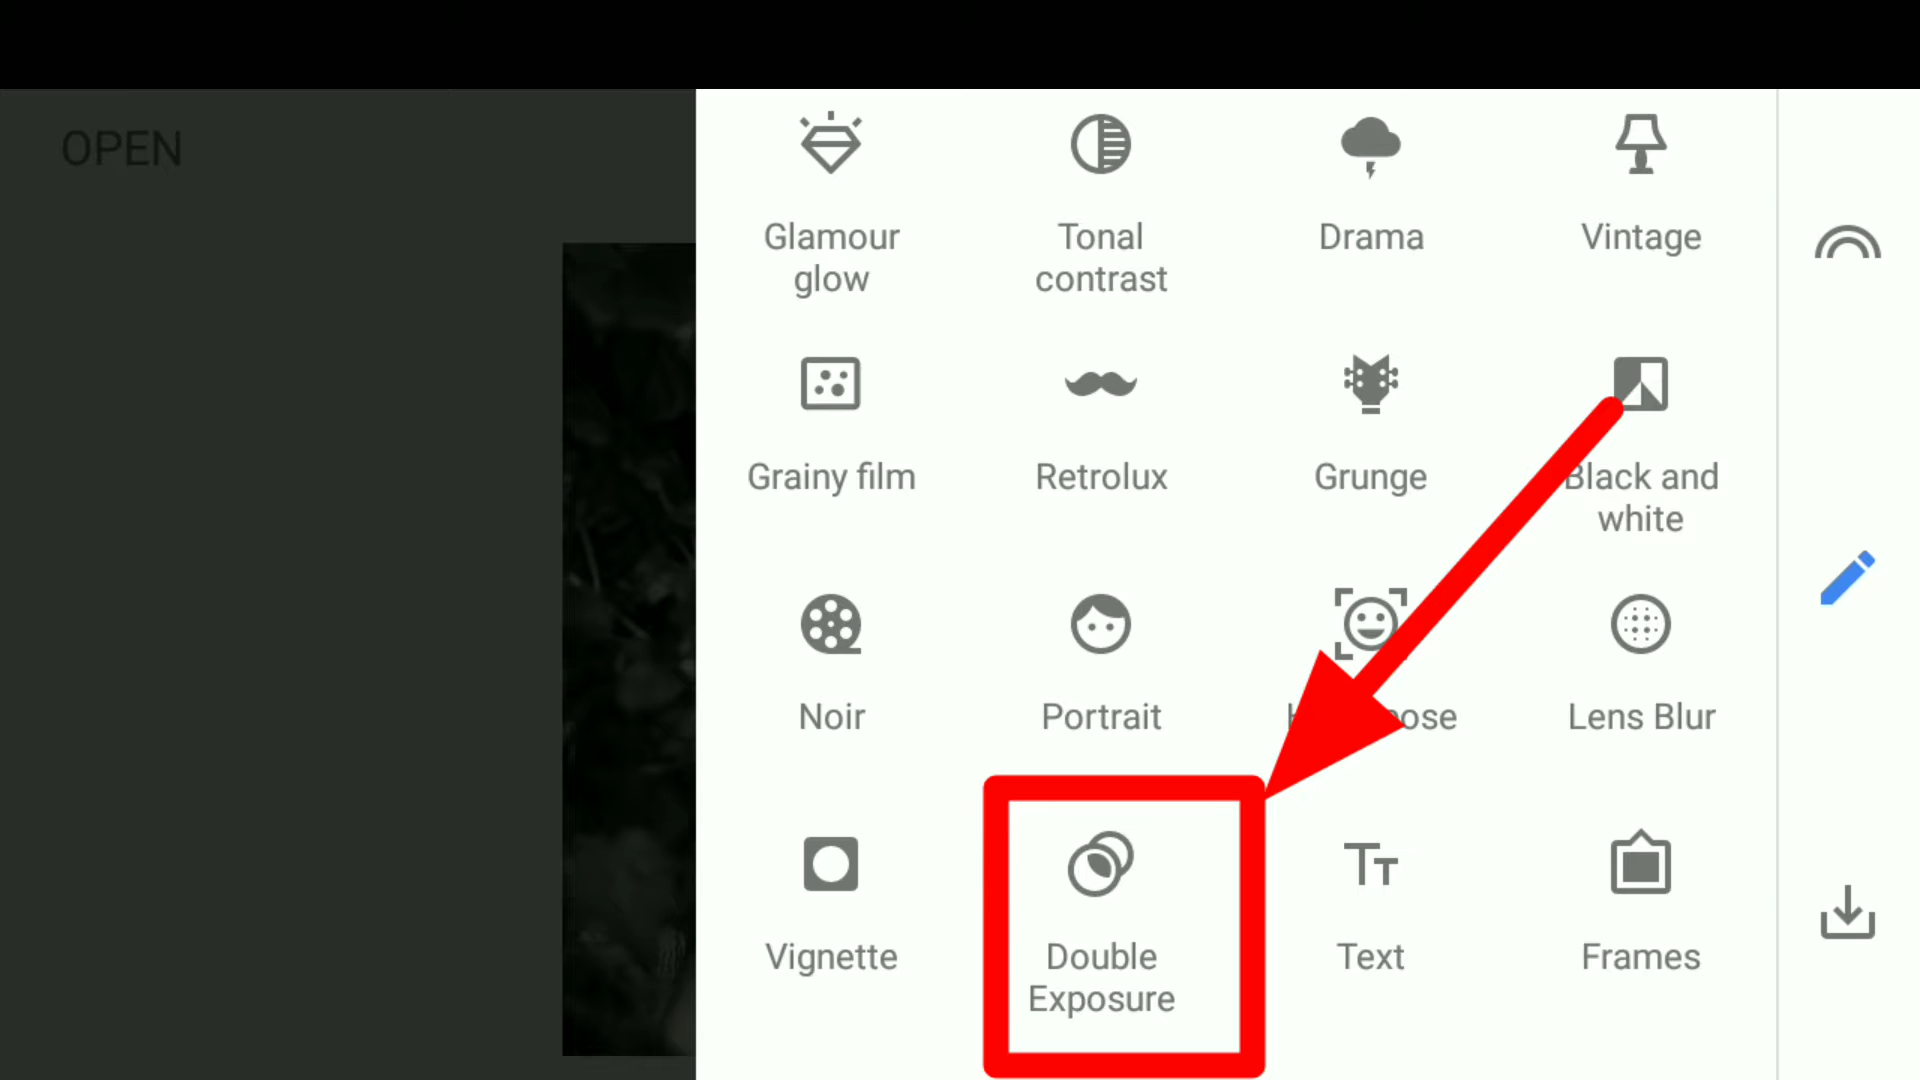 OPEN
Glamour
glow
Tonal
contrast
Drama
Vintage
Grainy film
Retrolux
Grunge
Black and
white
Noir
Portrait
Lens Blur
Vignette
Double
Exposure
Text
Frames